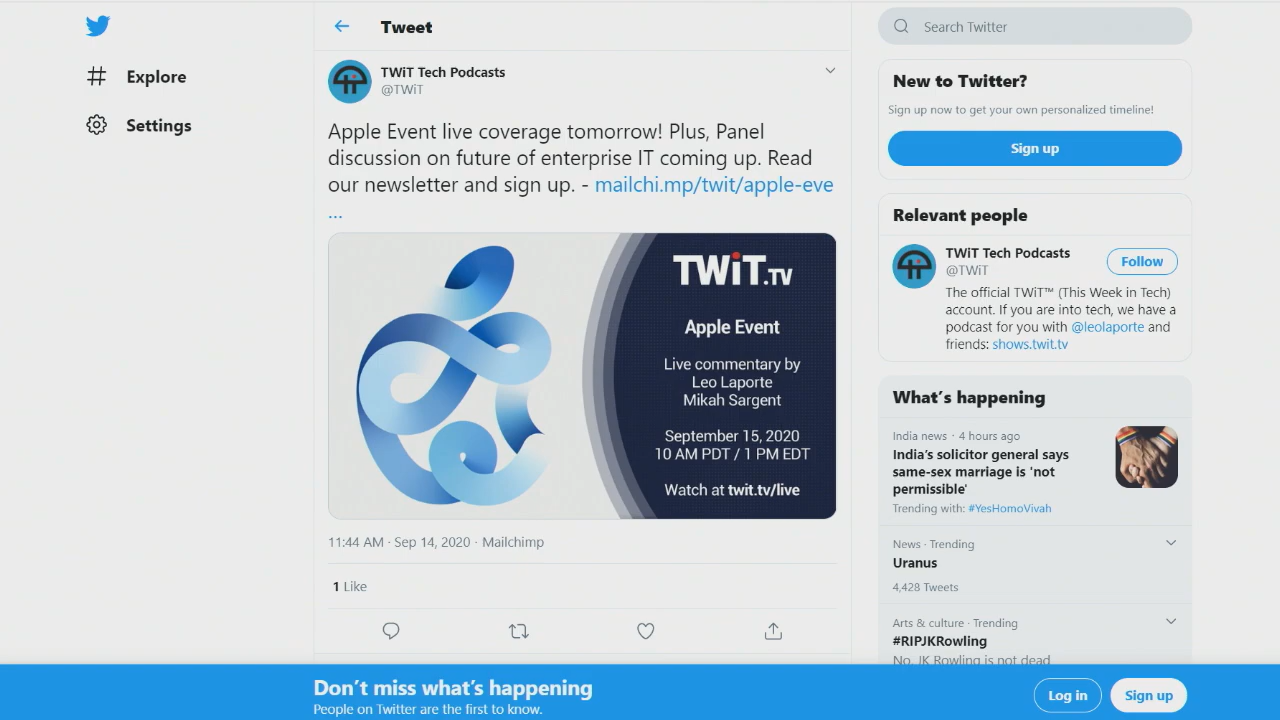 Explore
Settings
Tweet
TWiT Tech Podcasts
@TWiT
Apple Event live coverage tomorrow! Plus, Panel
discussion on future of enterprise IT coming up. Read
our newsletter and sign up. - mailchi.mp/twit/apple-eve
...
TWiT.TV
Apple Event
Live commentary by
Leo Laporte
Mikah Sargent
September 15, 2020
10 AM PDT / 1 PM EDT
Watch at twit.tv/live
11:44 AM · Sep 14, 2020 · Mailchimp
1 Like
Search Twitter
New to Twitter?
Sign up now to get your own personalized timeline!
Sign up
Relevant people
TWiT Tech Podcasts
@TWiT
Follow
The official TWiT™ (This Week in Tech)
account. If you are into tech, we have a
podcast for you with @leolaporte and
friends: shows.twit.tv
What's happening
India news · 4 hours ago
India's solicitor general says
same-sex marriage is 'not
permissible'
Trending with: #YesHomoVivah
News · Trending
Uranus
4,428 Tweets
Arts & culture · Trending
#RIPJKRowling
No, JK Rowling is not dead
Don't miss what's happening
People on Twitter are the first to know.
Log in
Sign up